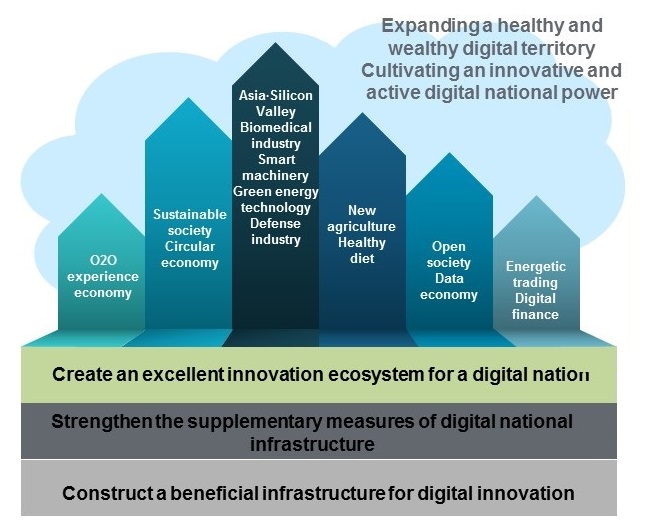 Expanding a healthy and
wealthy digital territory
Cultivating an innovative and
active digital national power
O2O
experience
economy
Sustainable
society
Circular
economy
Asia·Silicon
Valley
Biomedical
industry
Smart
machinery
Green energy
technology
Defense
industry
New
agriculture
Healthy
diet
Open
society
Data
economy
Energetic
trading
Digital
finance
Create an excellent innovation ecosystem for a digital nation
Strengthen the supplementary measures of digital national
infrastructure
Construct a beneficial infrastructure for digital innovation